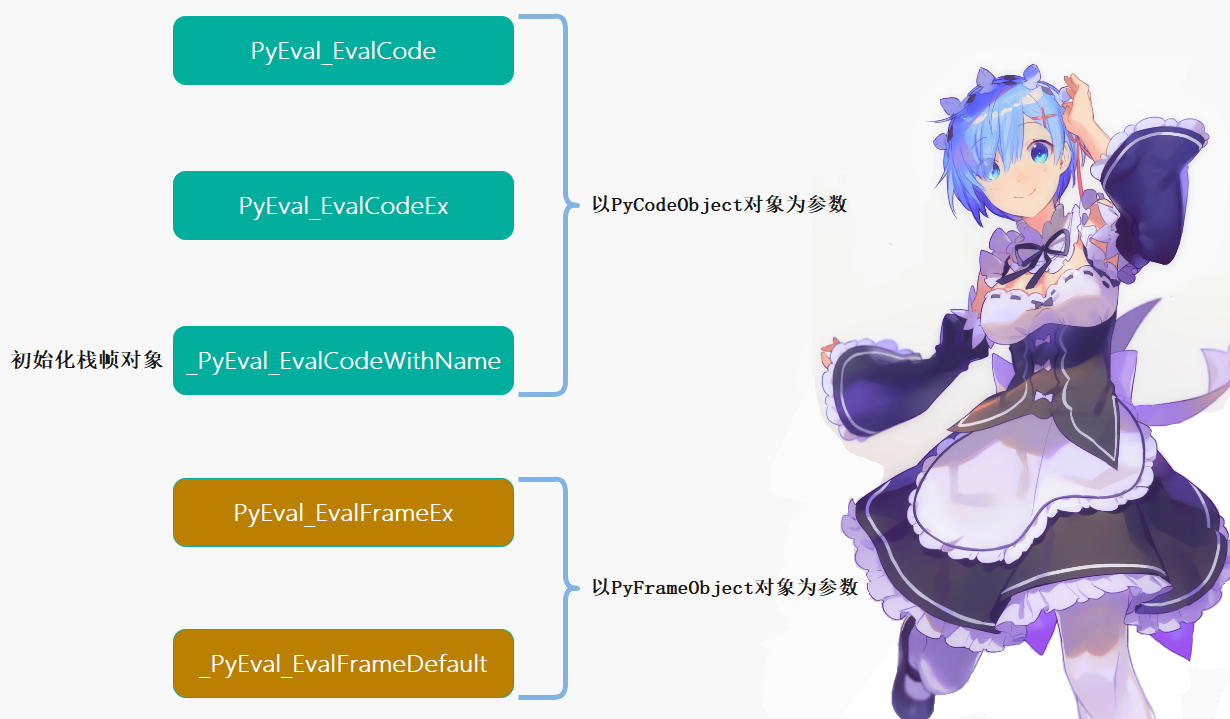 PyEval_EvalCode
PyEval_EvalCodeEx
以PyCodeObject对象为参数
初始化栈帧对象
_PyEval_EvalCodeWithName
PyEval_EvalFrameEx
以PyFrameObject对象为参数
_PyEval_EvalFrameDefault